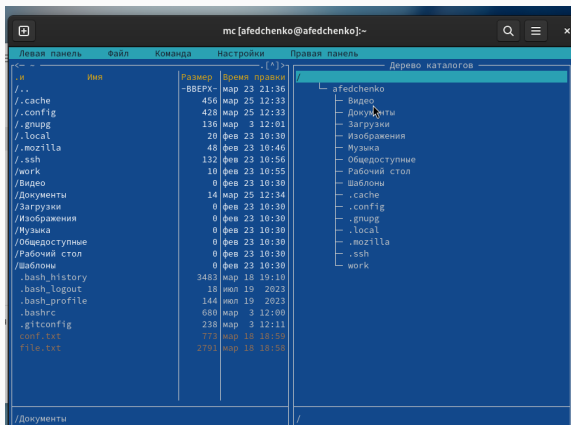 mc [afedchenko@afedchenko]:~
Левая панель Файл Команда Настройки Правая панель
<- ~ .[^]>
.и Имя Размер Время правки
/.. -ВВЕРХ- мар 23 21:36
/.cache 456 мар 25 12:33
/.config 428 мар 25 12:33
/.gnupg 136 мар 3 12:01
/.local 20 фев 23 10:30
/.mozilla 48 фев 23 10:46
/.ssh 132 фев 23 10:56
/work 10 фев 23 10:55
/Видео 0 фев 23 10:30
/Документы 14 мар 25 12:34
/Загрузки 0 фев 23 10:30
/Изображения 0 фев 23 10:30
/Музыка 0 фев 23 10:30
/Общедоступные 0 фев 23 10:30
/Рабочий стол 0 фев 23 10:30
/Шаблоны 0 фев 23 10:30
.bash_history 3483 мар 18 19:10
.bash_logout 18 июл 19 2023
.bash_profile 144 июл 19 2023
.bashrc 680 мар 3 12:00
.gitconfig 238 мар 3 12:11
conf.txt 773 мар 18 18:59
file.txt 2791 мар 18 18:58
/Документы
Дерево каталогов
/
afedchenko
Видео
Документы
Загрузки
Изображения
Музыка
Общедоступные
Рабочий стол
Шаблоны
.cache
.config
.gnupg
.local
.mozilla
.ssh
work
/